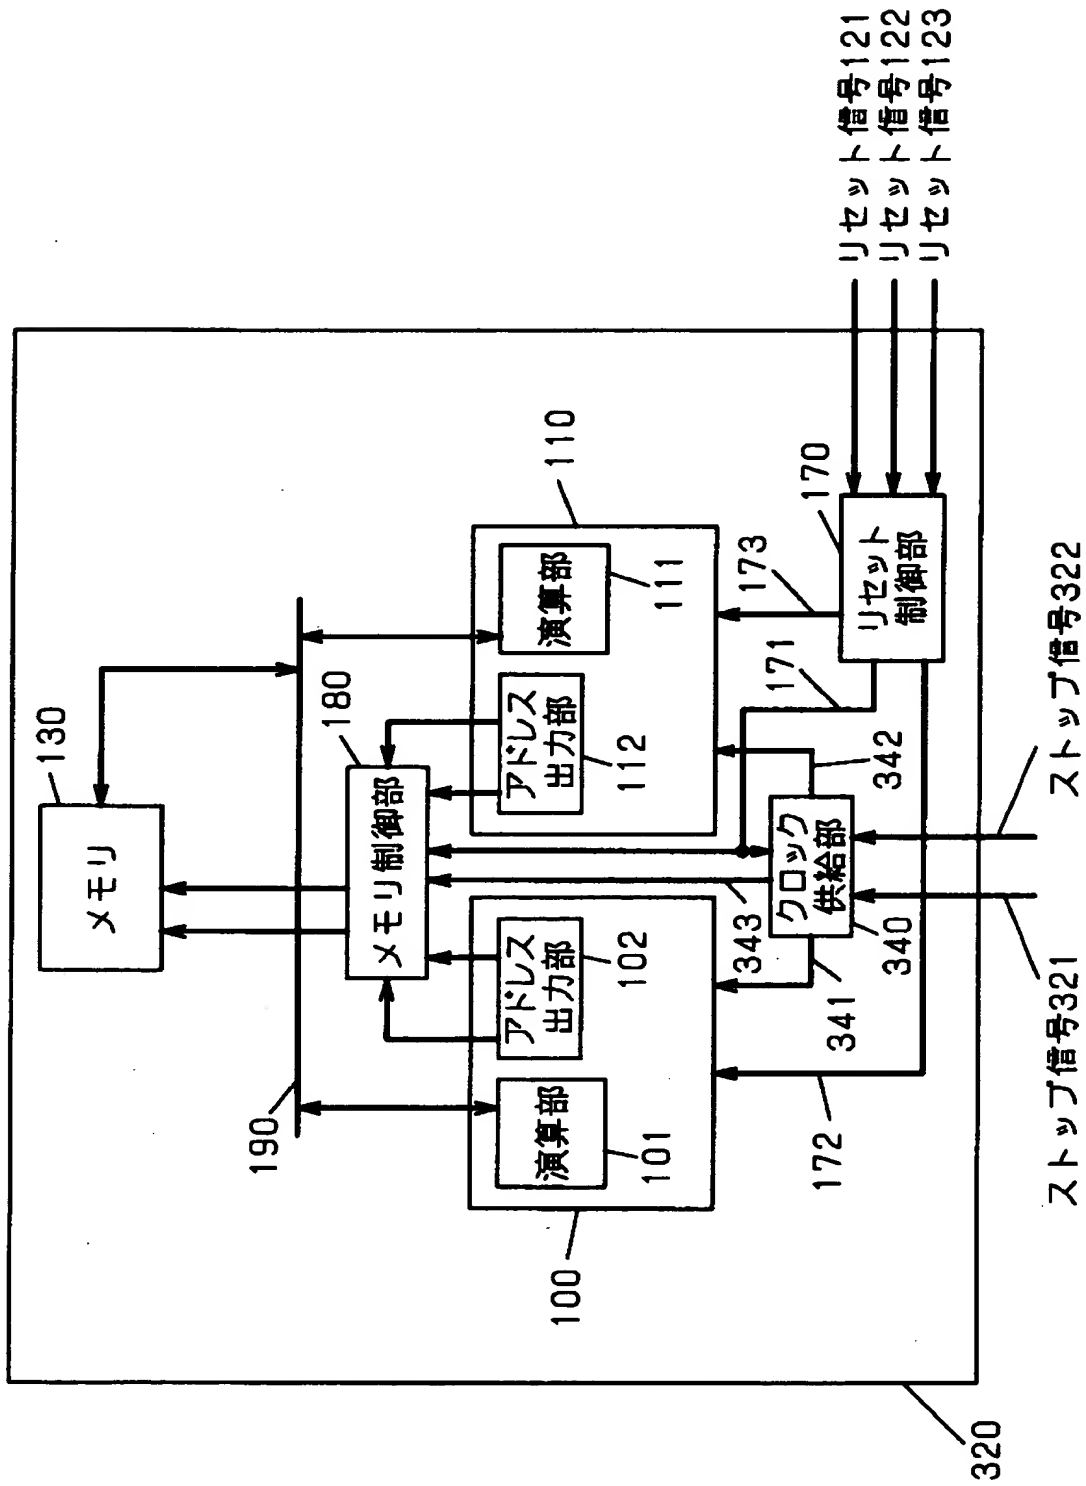 130
メモリ
190
180
メモリ制御部
110
演算部
111
アドレス
出力部
112
アドレス
出力部
102
演算部
101
100
173
171
170
リセット
制御部
リセット信号121
リセット信号122
リセット信号123
343
342
クロック
供給部
340
341
172
ストップ信号321
ストップ信号322
320